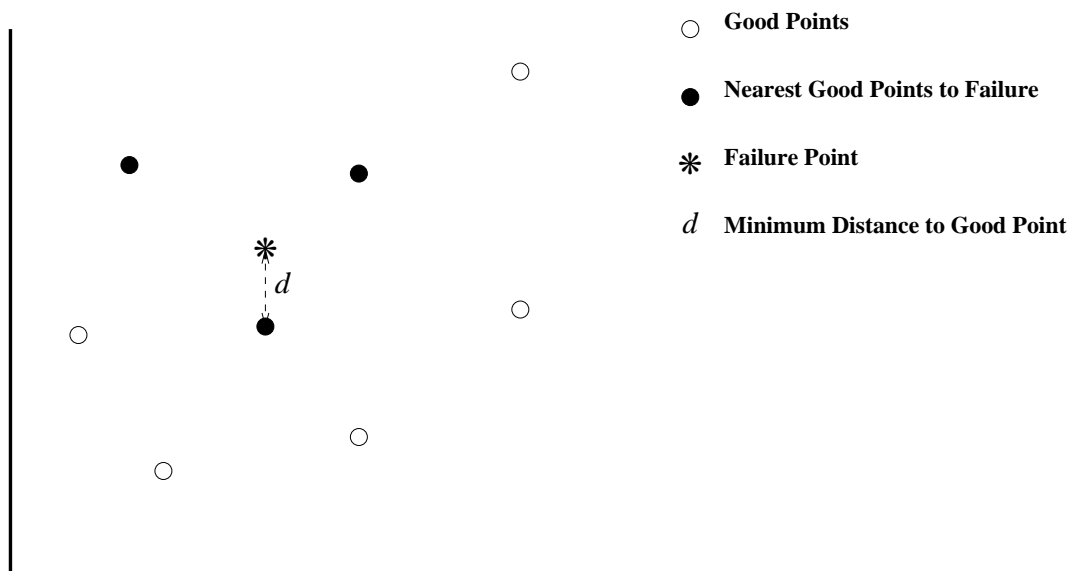 Good Points
Nearest Good Points to Failure
Failure Point
d Minimum Distance to Good Point
d